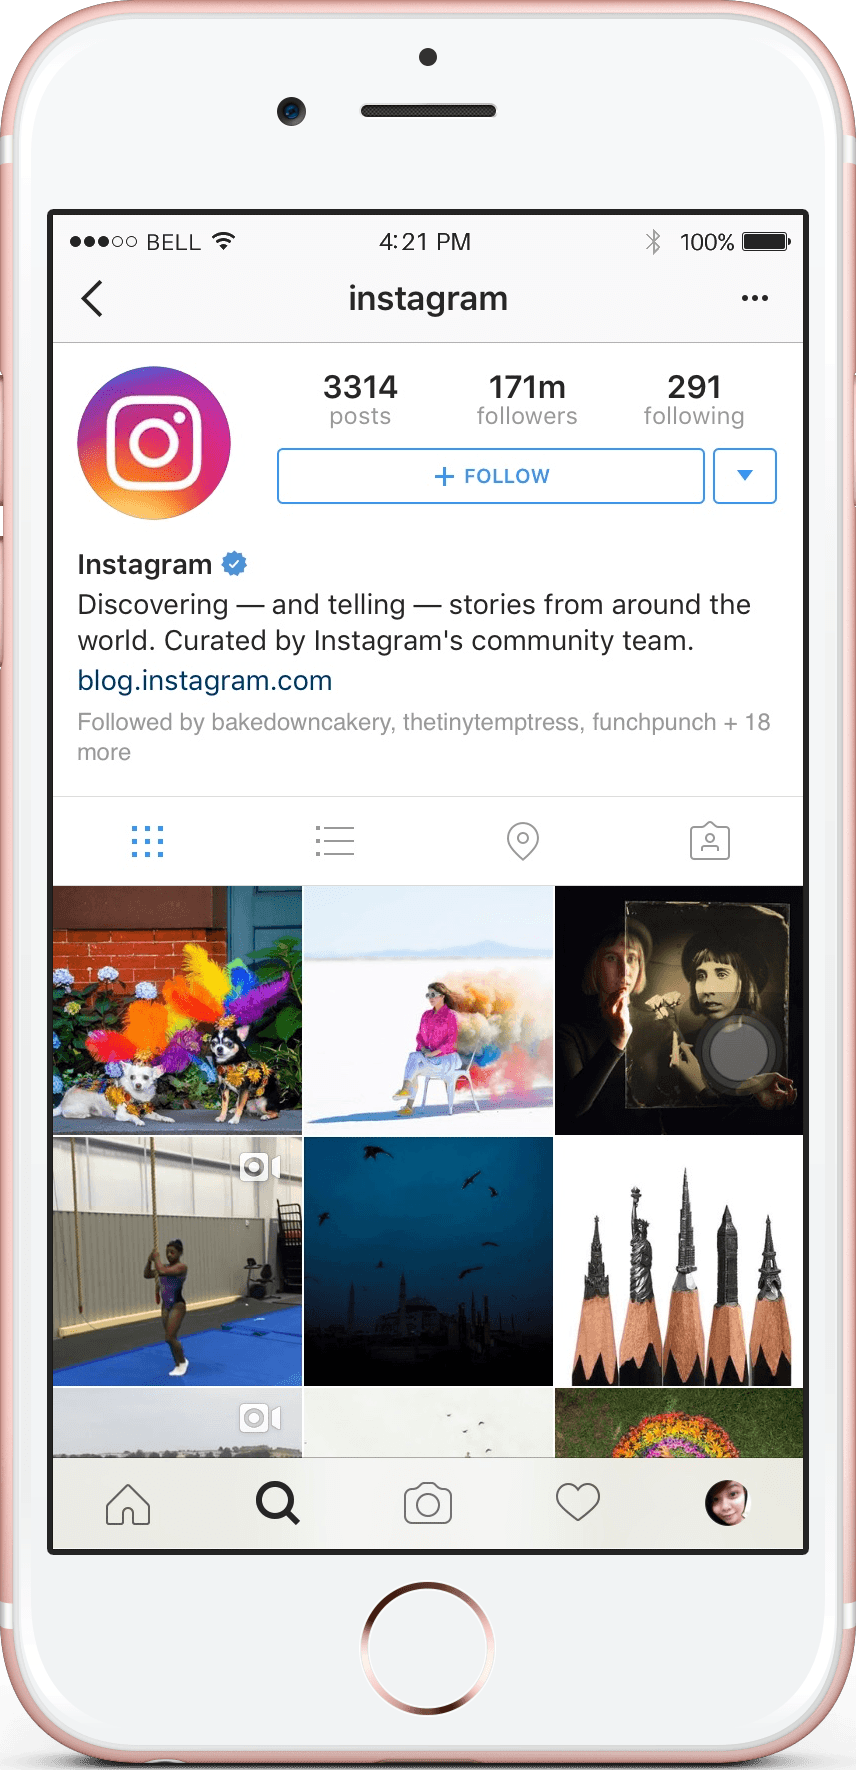 BELL 4:21 PM 100%
instagram
3314 171m 291
posts followers following
+ FOLLOW
Instagram
Discovering — and telling — stories from around the
world. Curated by Instagram's community team.
blog.instagram.com
Followed by bakedowncakery, thetinytemptress, funchpunch + 18
more